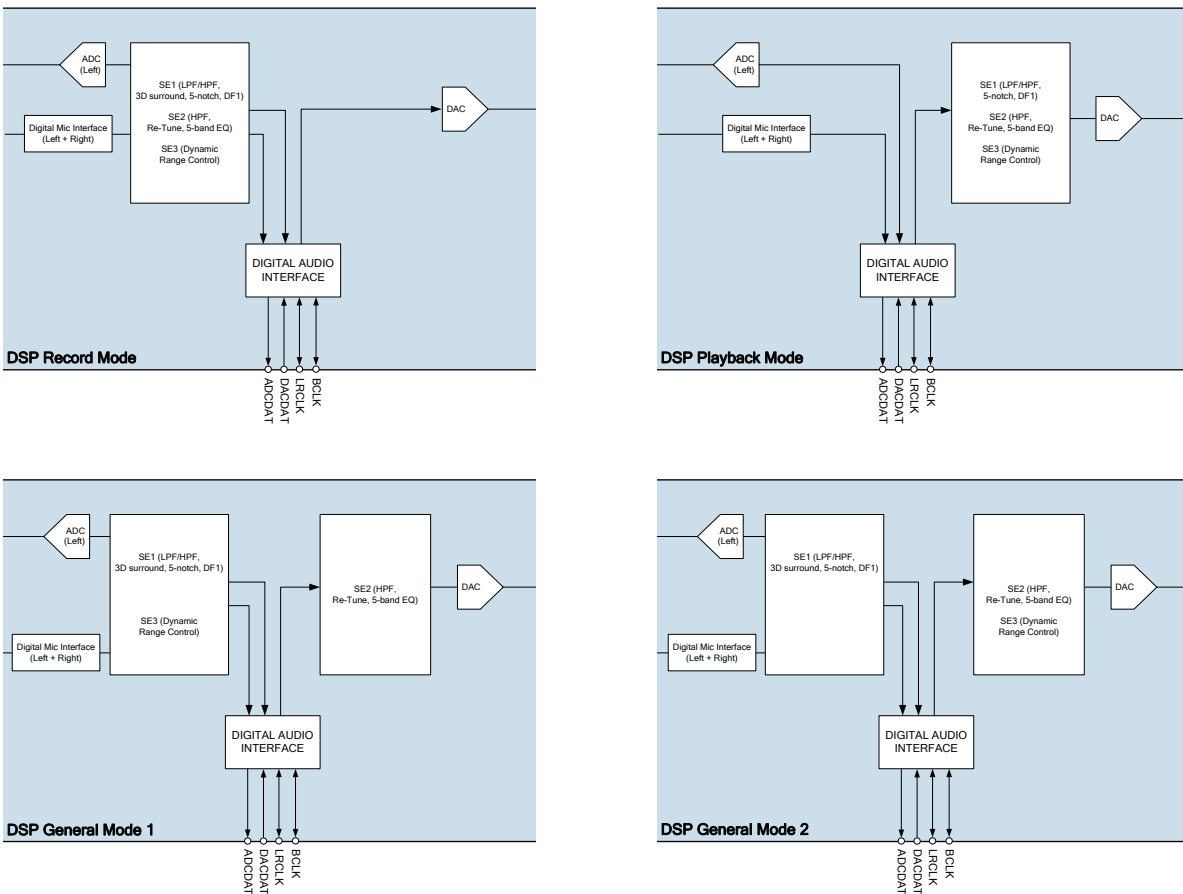 ADC
(Left)
SE1 (LPF/HPF,
3D surround, 5-notch, DF1)
SE2 (HPF,
Re-Tune, 5-band EQ)
SE3 (Dynamic
Range Control)
Digital Mic Interface
(Left + Right)
DAC
DIGITAL AUDIO
INTERFACE
DSP Record Mode
ADCDAT
DACDAT
LRCLK
BCLK
ADC
(Left)
SE1 (LPF/HPF,
5-notch, DF1)
SE2 (HPF,
Re-Tune, 5-band EQ)
SE3 (Dynamic
Range Control)
Digital Mic Interface
(Left + Right)
DAC
DIGITAL AUDIO
INTERFACE
DSP Playback Mode
ADCDAT
DACDAT
LRCLK
BCLK
ADC
(Left)
SE1 (LPF/HPF,
3D surround, 5-notch, DF1)
SE3 (Dynamic
Range Control)
Digital Mic Interface
(Left + Right)
SE2 (HPF,
Re-Tune, 5-band EQ)
DAC
DIGITAL AUDIO
INTERFACE
DSP General Mode 1
ADCDAT
DACDAT
LRCLK
BCLK
ADC
(Left)
SE1 (LPF/HPF,
3D surround, 5-notch, DF1)
Digital Mic Interface
(Left + Right)
SE2 (HPF,
Re-Tune, 5-band EQ)
SE3 (Dynamic
Range Control)
DAC
DIGITAL AUDIO
INTERFACE
DSP General Mode 2
ADCDAT
DACDAT
LRCLK
BCLK